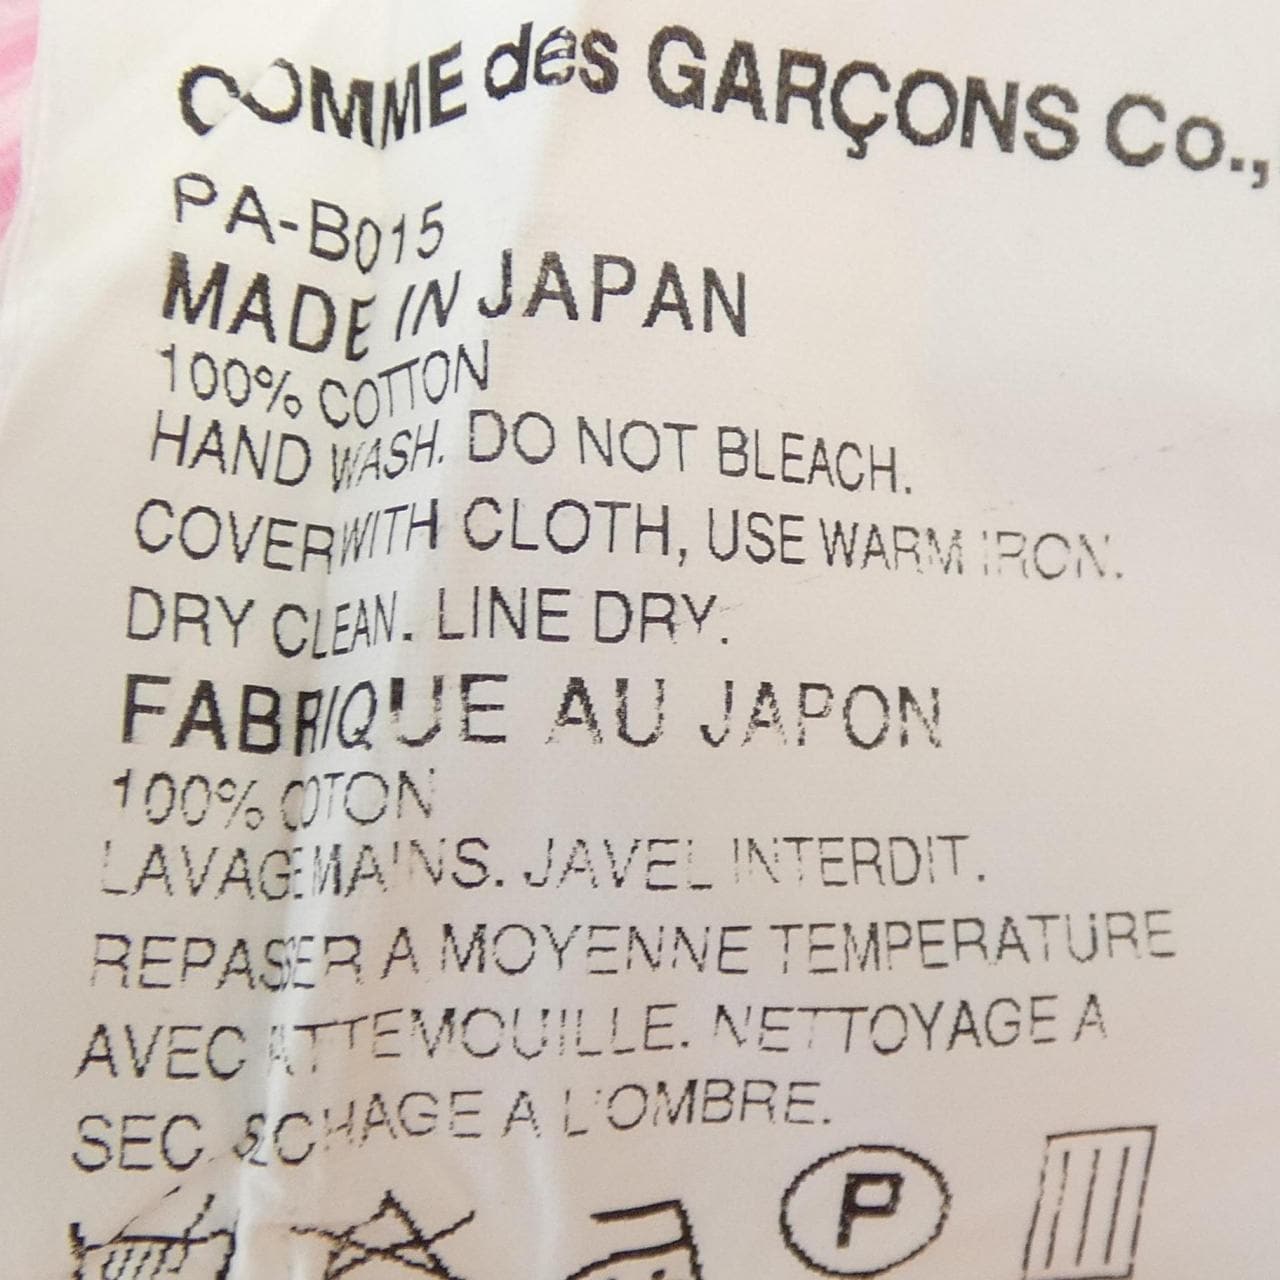 COMME des GARÇONS Co.,
PA-B015
MADE IN JAPAN
100% COTTON
HAND WASH. DO NOT BLEACH.
COVER WITH CLOTH, USE WARM IRON.
DRY CLEAN. LINE DRY.
FABRIQUE AU JAPON
100% COTON
LAVAGE MAINS. JAVEL INTERDIT.
REPASSER A MOYENNE TEMPERATURE
AVEC PATTEMOUILLE. NETTOYAGE A
SEC. SECHAGE A L'OMBRE.
P